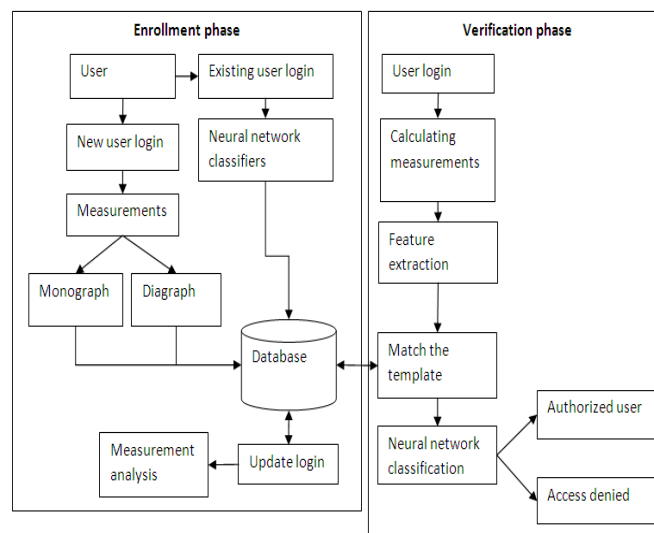 Enrollment phase
User
Existing user login
New user login
Neural network
classifiers
Measurements
Monograph
Diagraph
Database
Measurement
analysis
Update login
Verification phase
User login
Calculating
measurements
Feature
extraction
Match the
template
Neural network
classification
Authorized user
Access denied